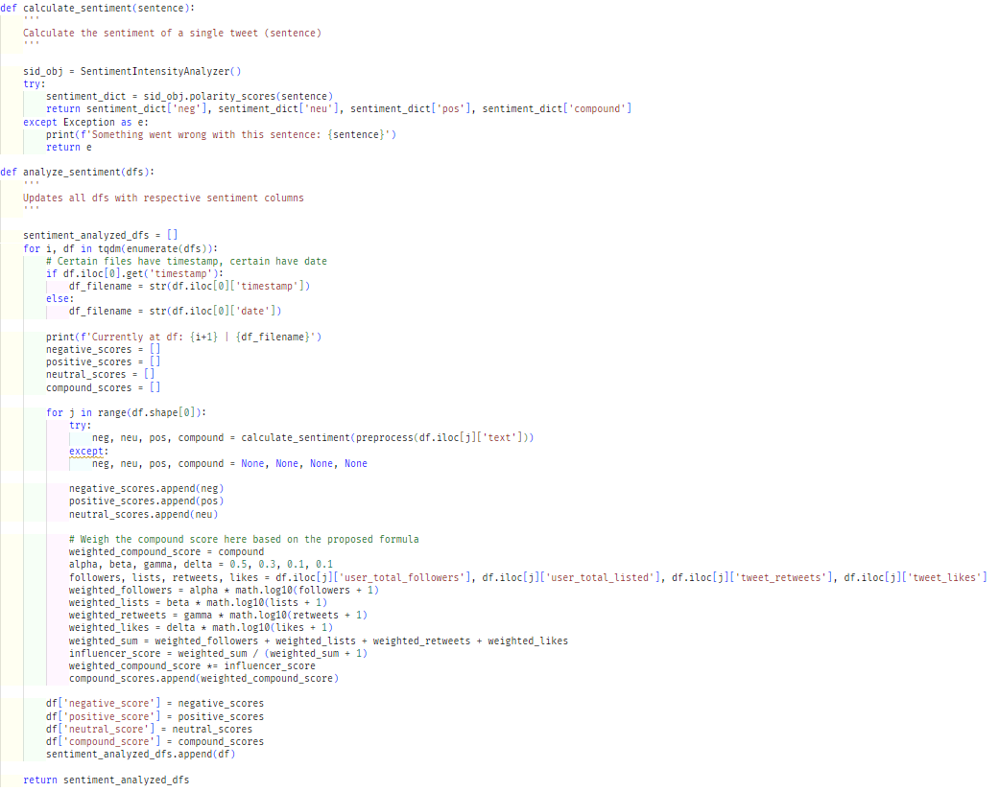 def calculate_sentiment(sentence):
    '''
    Calculate the sentiment of a single tweet (sentence)
    '''

    sid_obj = SentimentIntensityAnalyzer()
    try:
        sentiment_dict = sid_obj.polarity_scores(sentence)
        return sentiment_dict['neg'], sentiment_dict['neu'], sentiment_dict['pos'], sentiment_dict['compound']
    except Exception as e:
        print(f'Something went wrong with this sentence: {sentence}')
        return e

def analyze_sentiment(dfs):
    '''
    Updates all dfs with respective sentiment columns
    '''

    sentiment_analyzed_dfs = []
    for i, df in tqdm(enumerate(dfs)):
        # Certain files have timestamp, certain have date
        if df.iloc[0].get('timestamp'):
            df_filename = str(df.iloc[0]['timestamp'])
        else:
            df_filename = str(df.iloc[0]['date'])

        print(f'Currently at df: {i+1} | {df_filename}')
        negative_scores = []
        positive_scores = []
        neutral_scores = []
        compound_scores = []

        for j in range(df.shape[0]):
            try:
                neg, neu, pos, compound = calculate_sentiment(preprocess(df.iloc[j]['text']))
            except:
                neg, neu, pos, compound = None, None, None, None

            negative_scores.append(neg)
            positive_scores.append(pos)
            neutral_scores.append(neu)

            # Weigh the compound score here based on the proposed formula
            weighted_compound_score = compound
            alpha, beta, gamma, delta = 0.5, 0.3, 0.1, 0.1
            followers, lists, retweets, likes = df.iloc[j]['user_total_followers'], df.iloc[j]['user_total_listed'], df.iloc[j]['tweet_retweets'], df.iloc[j]['tweet_likes']
            weighted_followers = alpha * math.log10(followers + 1)
            weighted_lists = beta * math.log10(lists + 1)
            weighted_retweets = gamma * math.log10(retweets + 1)
            weighted_likes = delta * math.log10(likes + 1)
            weighted_sum = weighted_followers + weighted_lists + weighted_retweets + weighted_likes
            influencer_score = weighted_sum / (weighted_sum + 1)
            weighted_compound_score *= influencer_score
            compound_scores.append(weighted_compound_score)

        df['negative_score'] = negative_scores
        df['positive_score'] = positive_scores
        df['neutral_score'] = neutral_scores
        df['compound_score'] = compound_scores
        sentiment_analyzed_dfs.append(df)

    return sentiment_analyzed_dfs